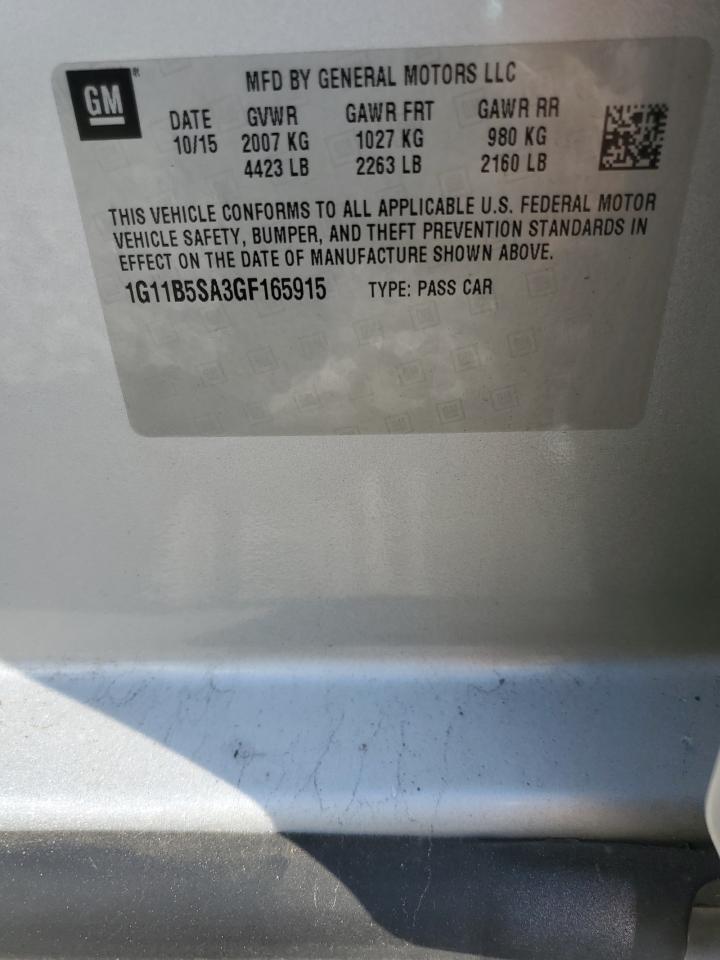 GM®
MFD BY GENERAL MOTORS LLC
DATE GVWR GAWR FRT GAWR RR
10/15 2007 KG 1027 KG 980 KG
4423 LB 2263 LB 2160 LB
THIS VEHICLE CONFORMS TO ALL APPLICABLE U.S. FEDERAL MOTOR
VEHICLE SAFETY, BUMPER, AND THEFT PREVENTION STANDARDS IN
EFFECT ON THE DATE OF MANUFACTURE SHOWN ABOVE.
1G11B5SA3GF165915 TYPE: PASS CAR